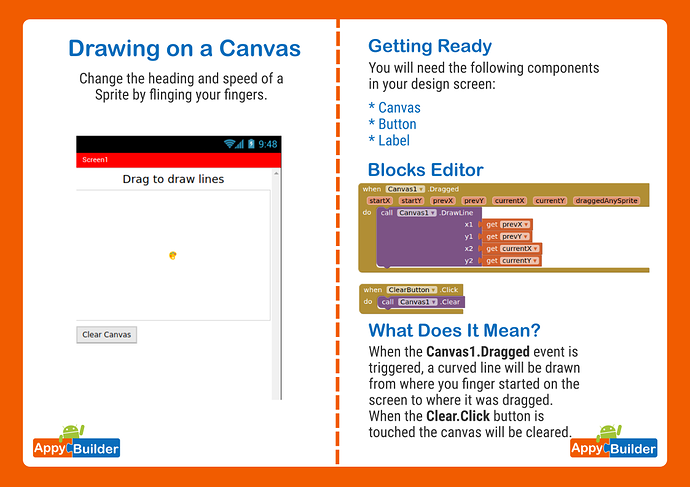 Drawing on a Canvas
Change the heading and speed of a
Sprite by flinging your fingers.
9:48
Screen1
Drag to draw lines
Clear Canvas
AppyBuilder
Getting Ready
You will need the following components
in your design screen:
* Canvas
* Button
* Label
Blocks Editor
when Canvas1 .Dragged
startX startY prevX prevY currentX currentY draggedAnySprite
do call Canvas1 .DrawLine
x1 get prevX
y1 get prevY
x2 get currentX
y2 get currentY
when ClearButton .Click
do call Canvas1 .Clear
What Does It Mean?
When the Canvas1.Dragged event is
triggered, a curved line will be drawn
from where you finger started on the
screen to where it was dragged.
When the Clear.Click button is
touched the canvas will be cleared.
AppyBuilder